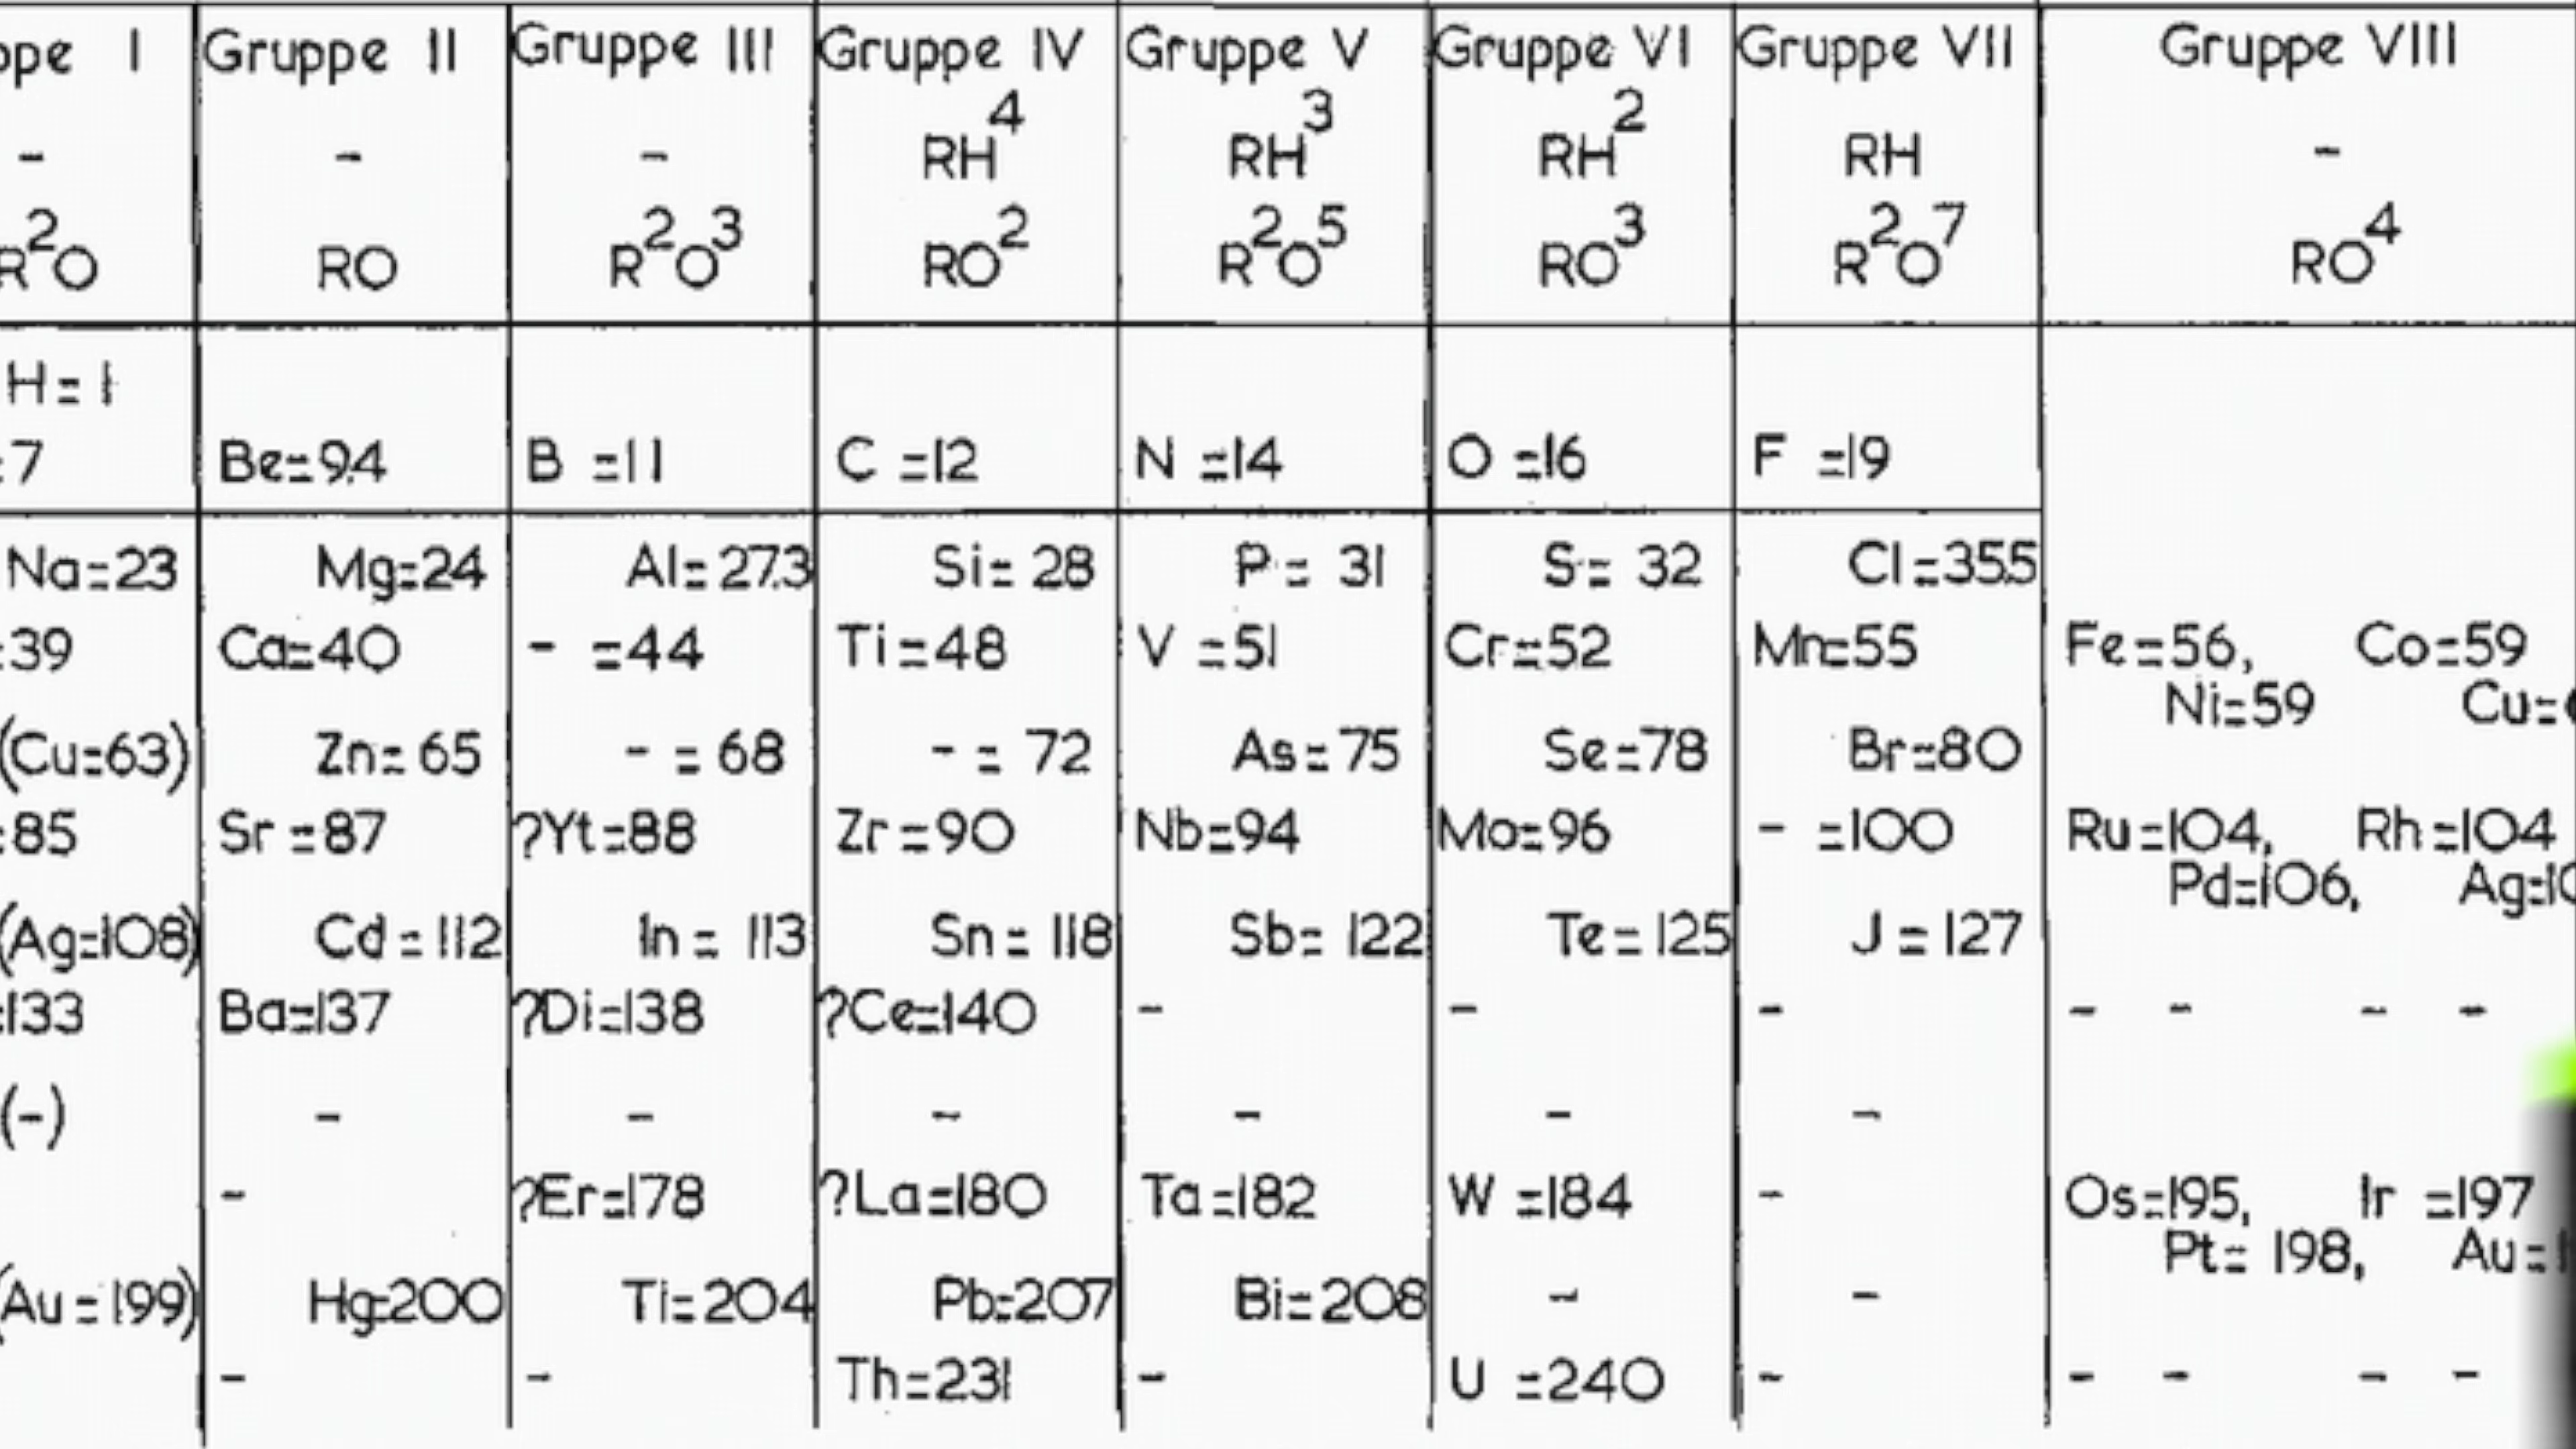 ppe I Gruppe II Gruppe III Gruppe IV Gruppe V Gruppe VI Gruppe VII Gruppe VIII
- - - RH⁴ RH³ RH² RH -
R²O RO R²O³ RO² R²O⁵ RO³ R²O⁷ RO⁴
H=1
=7 Be=9.4 B =11 C =12 N =14 O =16 F =19
Na=23 Mg=24 Al=27.3 Si= 28 P= 31 S= 32 Cl=35.5
=39 Ca=40 - =44 Ti=48 V =51 Cr=52 Mn=55 Fe=56, Co=59
Ni=59 Cu=
(Cu=63) Zn= 65 - = 68 - = 72 As=75 Se=78 Br=80
=85 Sr=87 ?Yt=88 Zr=90 Nb=94 Mo=96 - =100 Ru=104, Rh=104
Pd=106, Ag=10
(Ag=108) Cd=112 In= 113 Sn= 118 Sb= 122 Te=125 J=127
=133 Ba=137 ?Di=138 ?Ce=140 - - - - - - -
(-) - - - - - -
- ?Er=178 ?La=180 Ta=182 W =184 - Os=195, Ir =197
Pt= 198, Au=1
(Au=199) Hg=200 Ti=204 Pb=207 Bi=208 - -
- - Th=231 - U =240 - - - - -